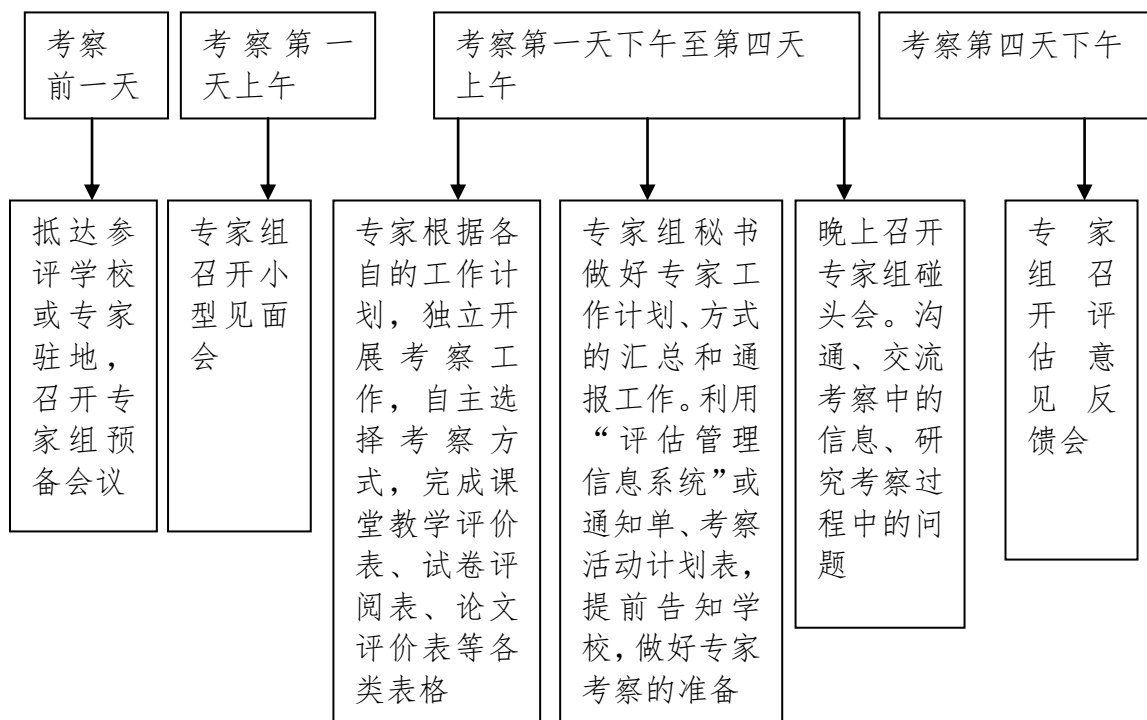 考察
前一天
考察第一
天上午
考察第一天下午至第四天
上午
考察第四天下午
抵达参
评学校
或专家
驻地，
召开专
家组预
备会议
专家组
召开小
型见面
会
专家根据各
自的工作计
划，独立开
展考察工
作，自主选
择考察方
式，完成课
堂教学评价
表、试卷评
阅表、论文
评价表等各
类表格
专家组秘书
做好专家工
作计划、方式
的汇总和通
报工作。利用
“评估管理
信息系统”或
通知单、考察
活动计划表，
提前告知学
校，做好专家
考察的准备
晚上召开
专家组碰
头会。沟
通、交流
考察中的
信息、研
究考察过
程中的问
题
专家
组召
开评
估意
见反
馈会